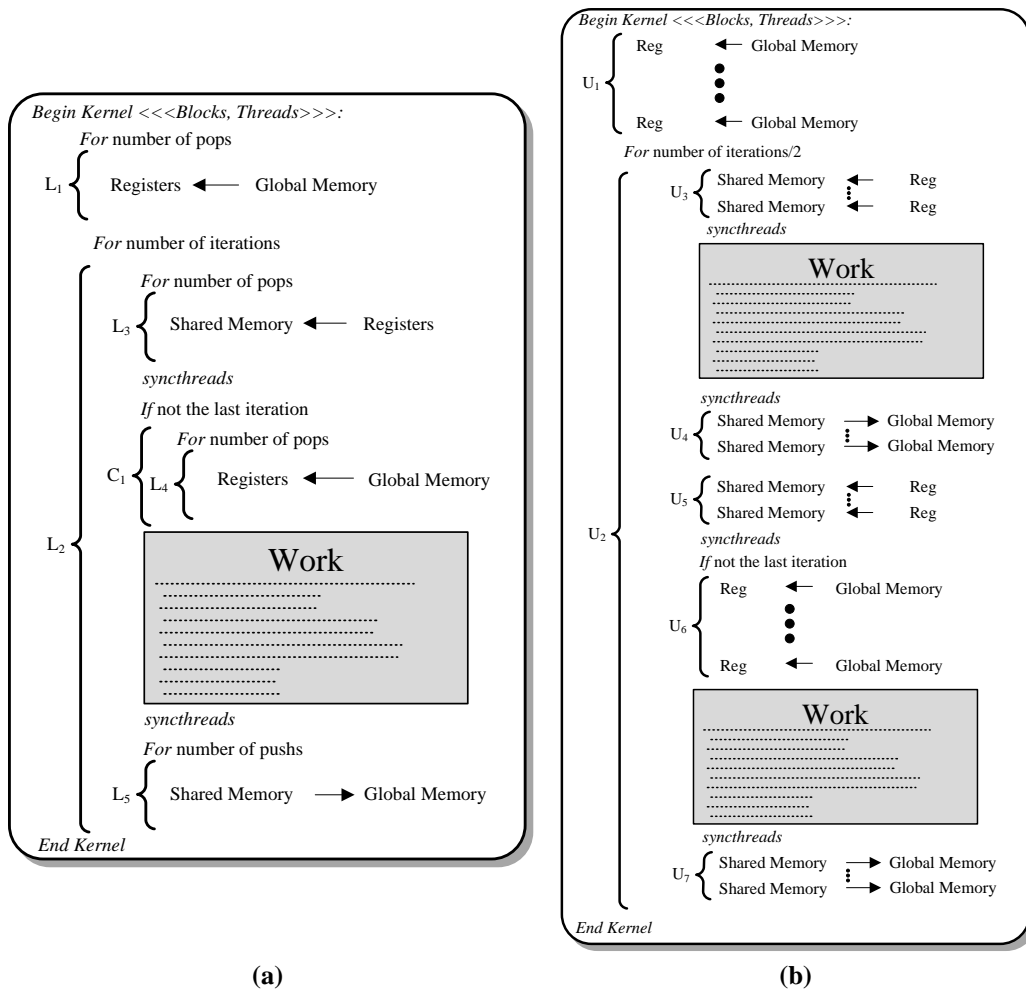 Begin Kernel <<<Blocks, Threads>>>:
For number of pops
L1
Registers
Global Memory
For number of iterations
For number of pops
L3
Shared Memory
Registers
syncthreads
If not the last iteration
For number of pops
C1
L4
Registers
Global Memory
L2
Work
syncthreads
For number of pushs
L5
Shared Memory
Global Memory
End Kernel
(a)
Begin Kernel <<<Blocks, Threads>>>:
Reg
Global Memory
U1
Reg
Global Memory
For number of iterations/2
U3
Shared Memory
Reg
Shared Memory
Reg
syncthreads
Work
syncthreads
U4
Shared Memory
Global Memory
Shared Memory
Global Memory
U5
Shared Memory
Reg
Shared Memory
Reg
U2
syncthreads
If not the last iteration
Reg
Global Memory
U6
Reg
Global Memory
Work
syncthreads
U7
Shared Memory
Global Memory
Shared Memory
Global Memory
End Kernel
(b)